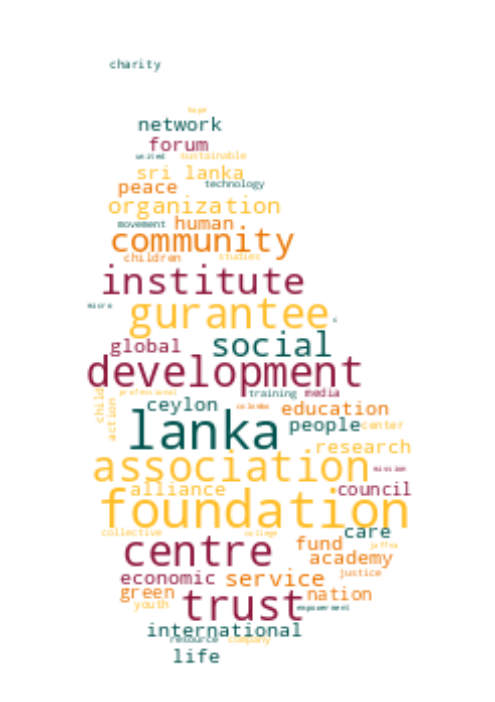 charity
hope
network
forum
united sustainable
sri lanka
peace technology
organization
movement human
community
children studies
institute
micro gurantee
global social
development
child professional training media
action ceylon colombo education
lanka people center
research
association mission
alliance council
foundation
collective college care
centre fund jaffna
academy
economic service justice
green nation
youth trust empowerment
international
resource company
life